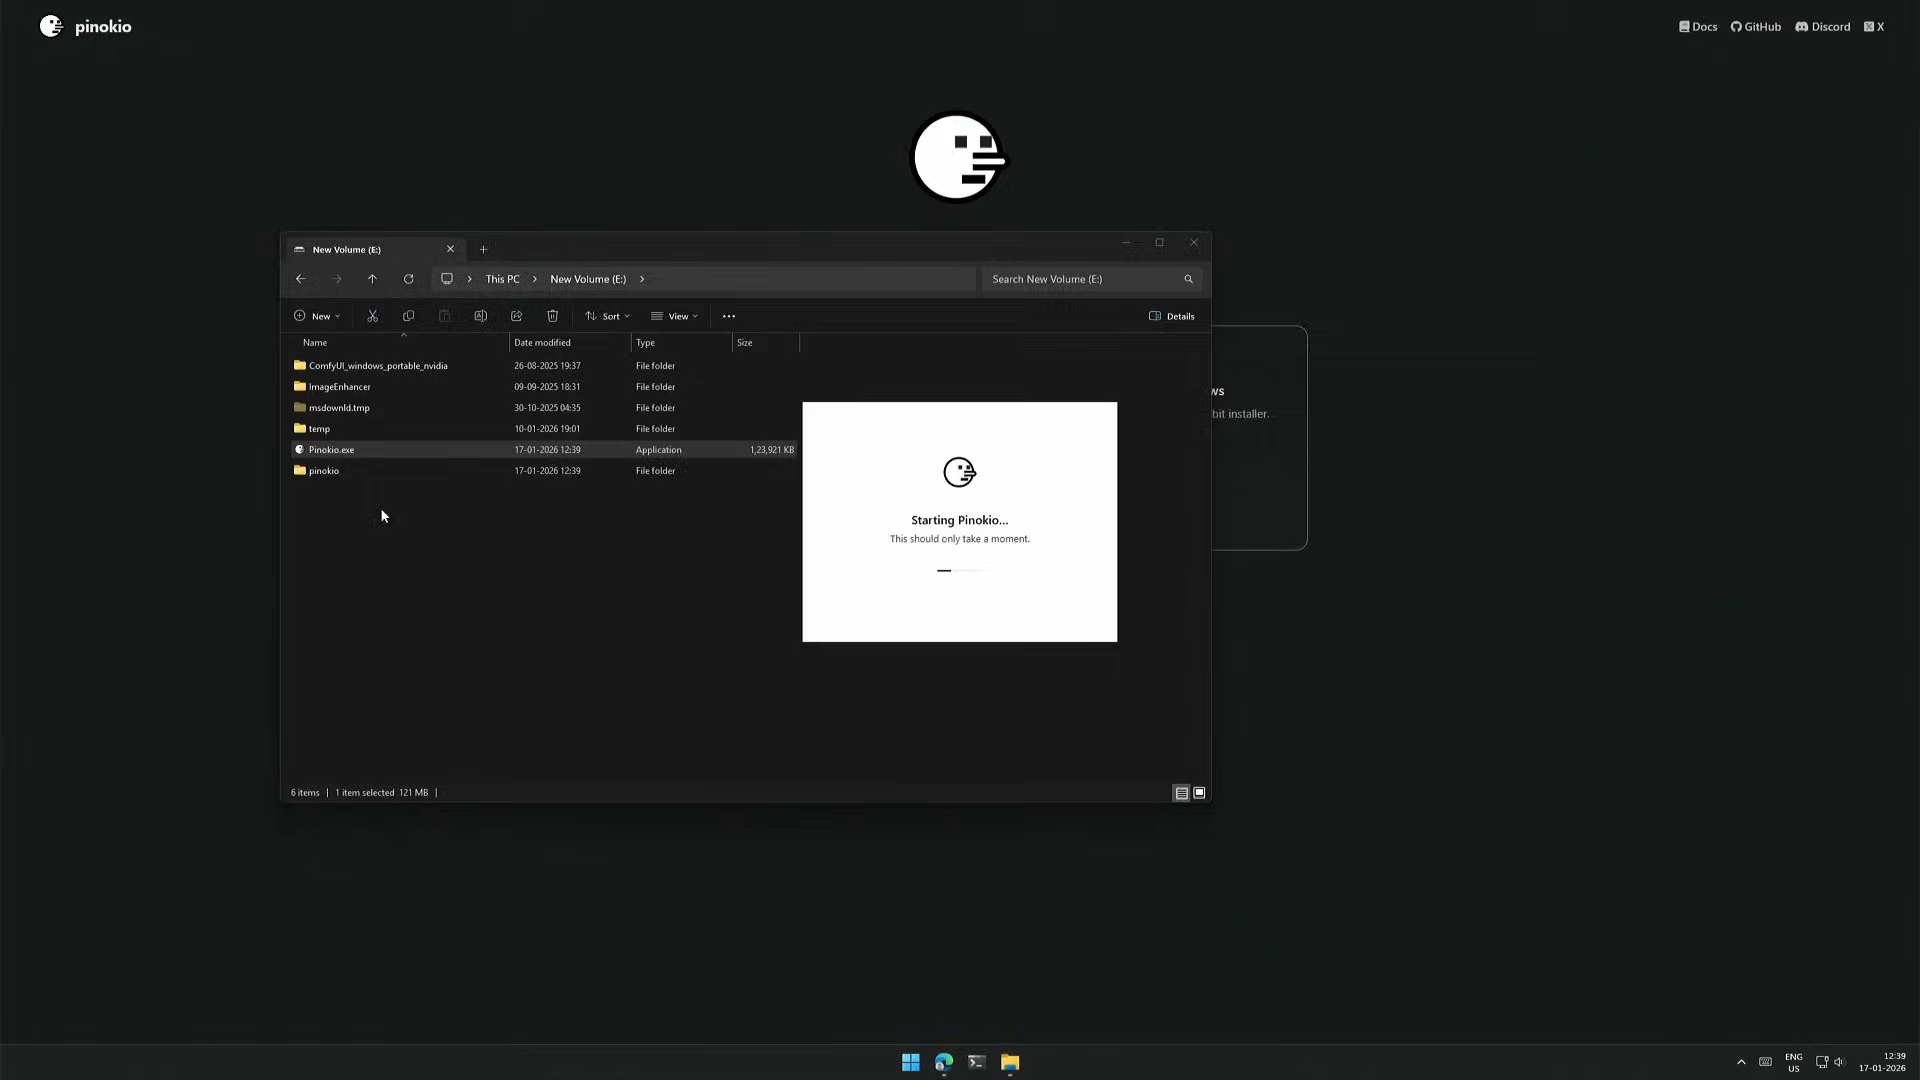 pinokio
Docs GitHub Discord X
New Volume (E:)
This PC > New Volume (E:) >
Search New Volume (E:)
New Sort View ··· Details
Name Date modified Type Size
ComfyUI_windows_portable_nvidia 26-08-2025 19:37 File folder
ImageEnhancer 09-09-2025 18:31 File folder
msdownld.tmp 30-10-2025 04:35 File folder
temp 10-01-2026 19:01 File folder
Pinokio.exe 17-01-2026 12:39 Application 1,23,921 KB
pinokio 17-01-2026 12:39 File folder
ws
bit installer.
Starting Pinokio...
This should only take a moment.
6 items | 1 item selected 121 MB |
ENG
US
12:39
17-01-2026